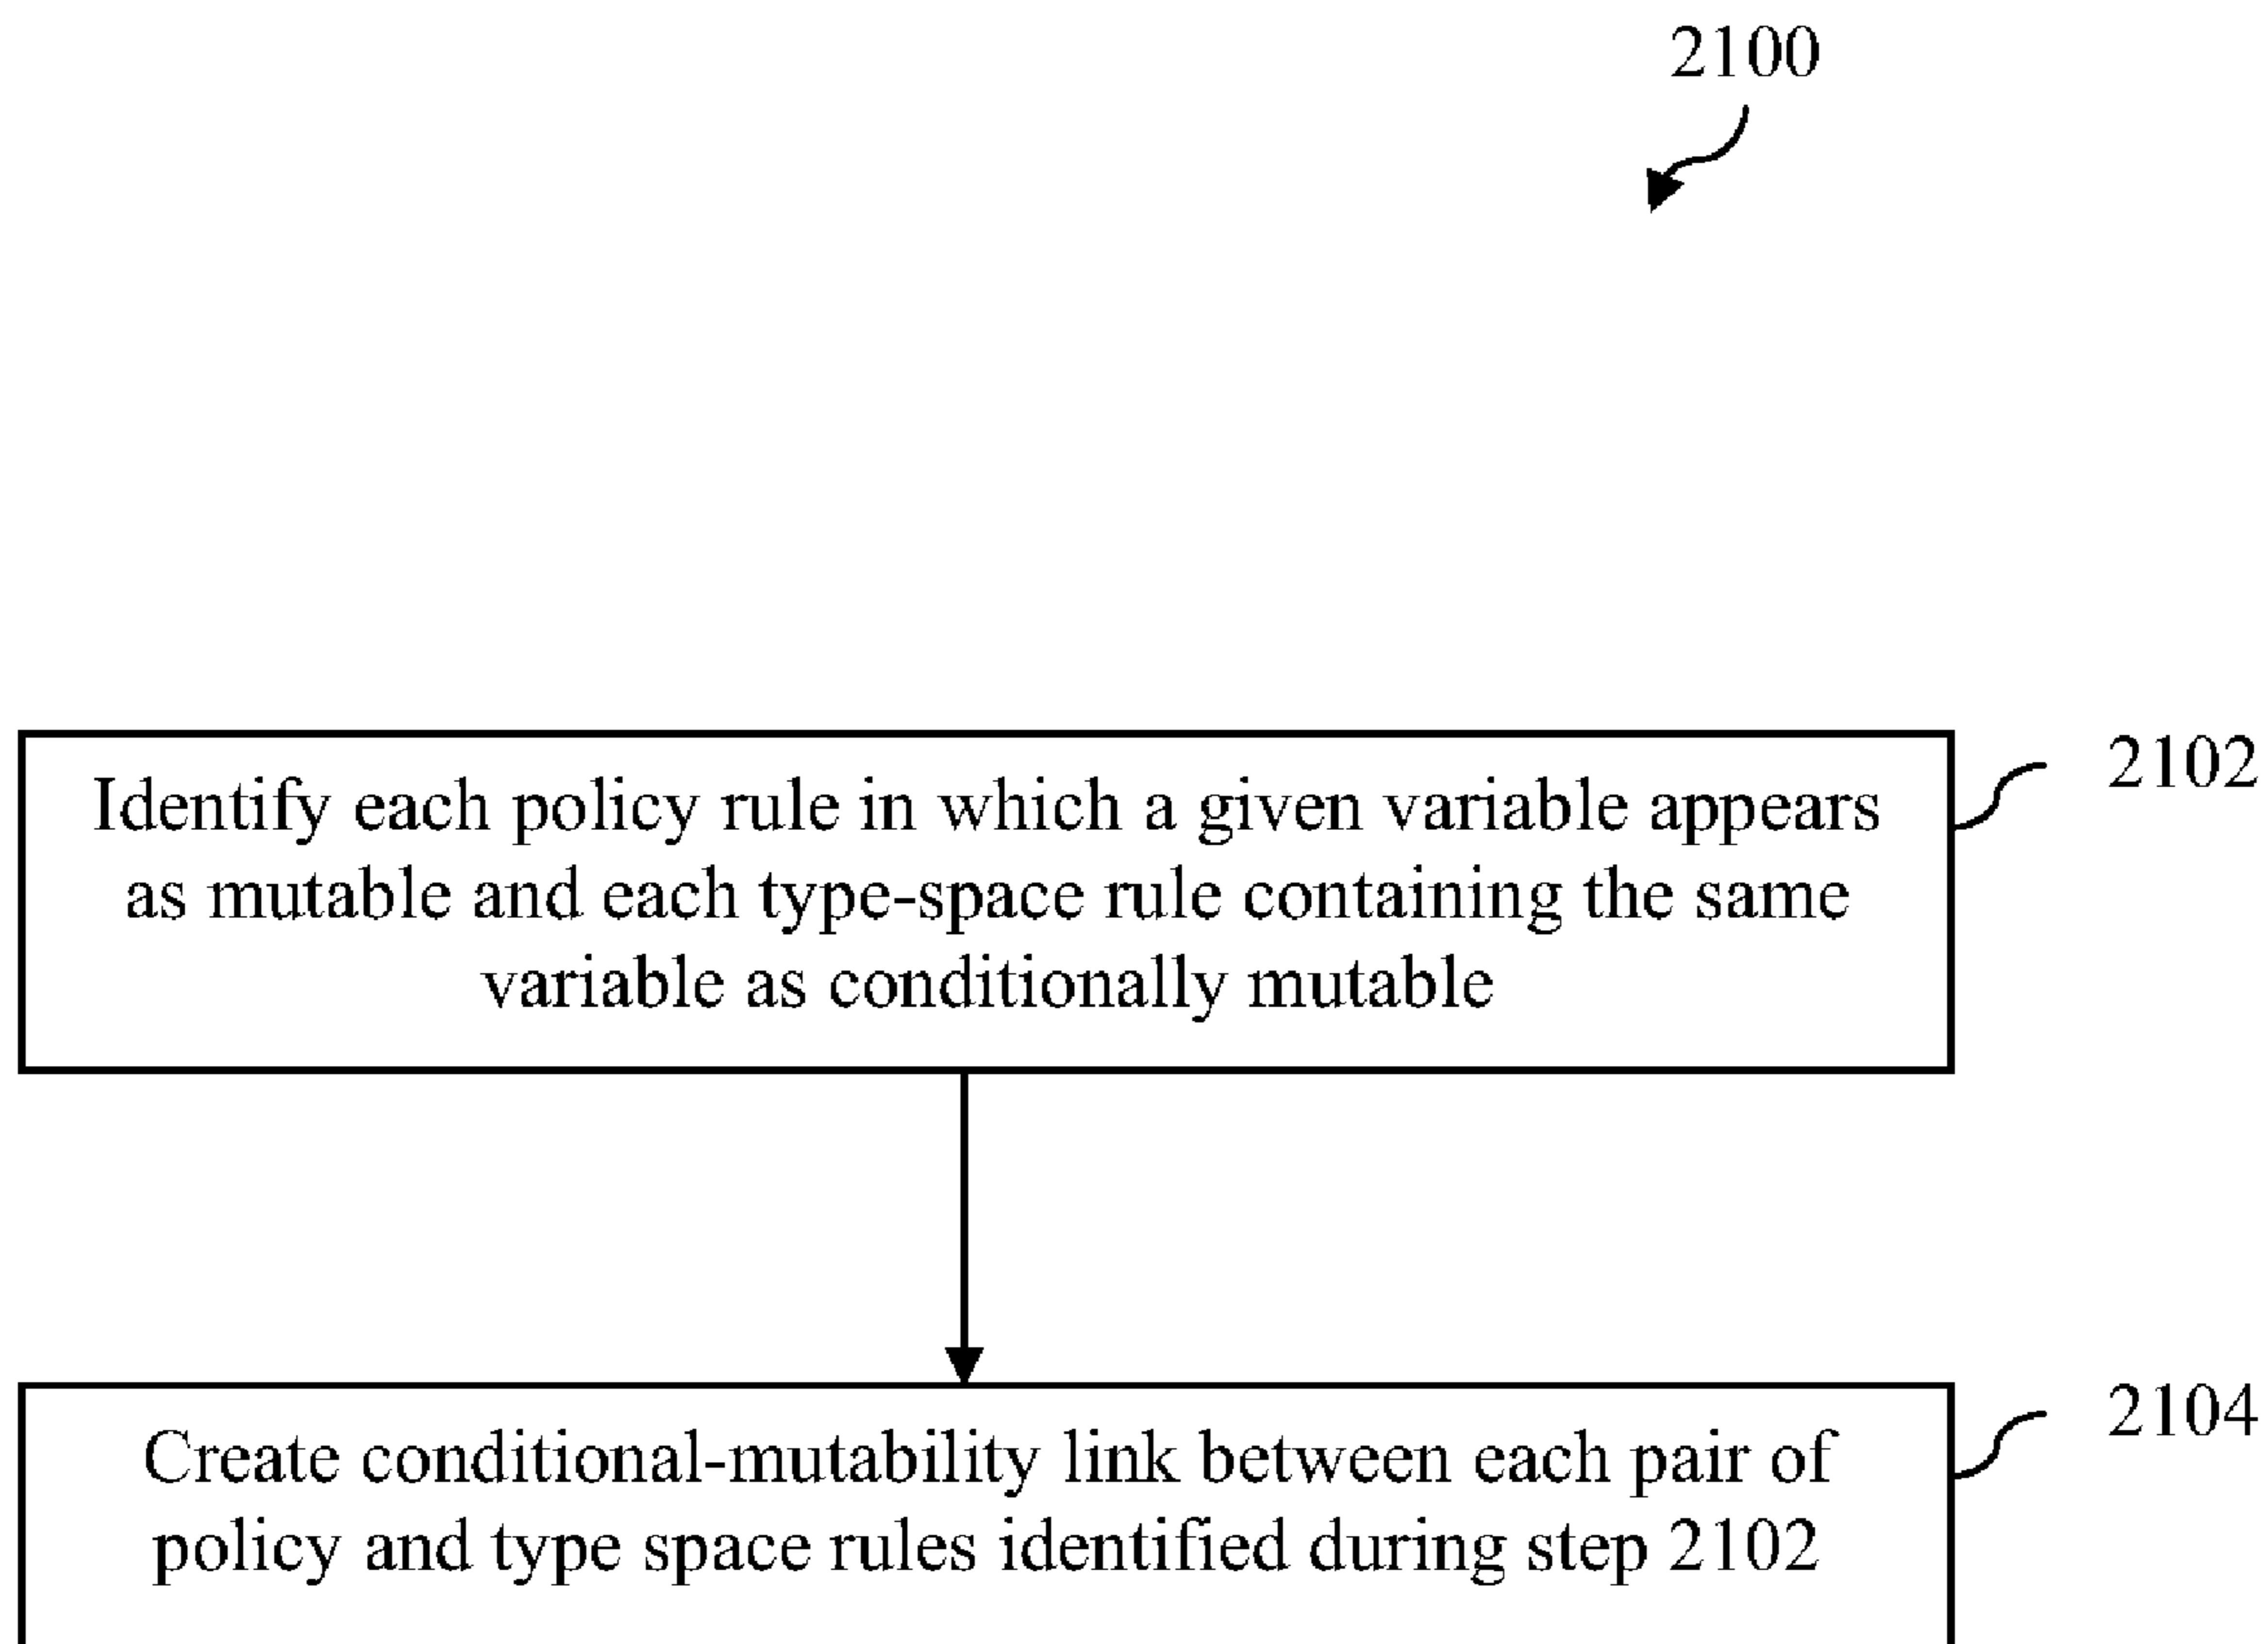 2100
Identify each policy rule in which a given variable appears
as mutable and each type-space rule containing the same
variable as conditionally mutable
2102
Create conditional-mutability link between each pair of
policy and type space rules identified during step 2102
2104